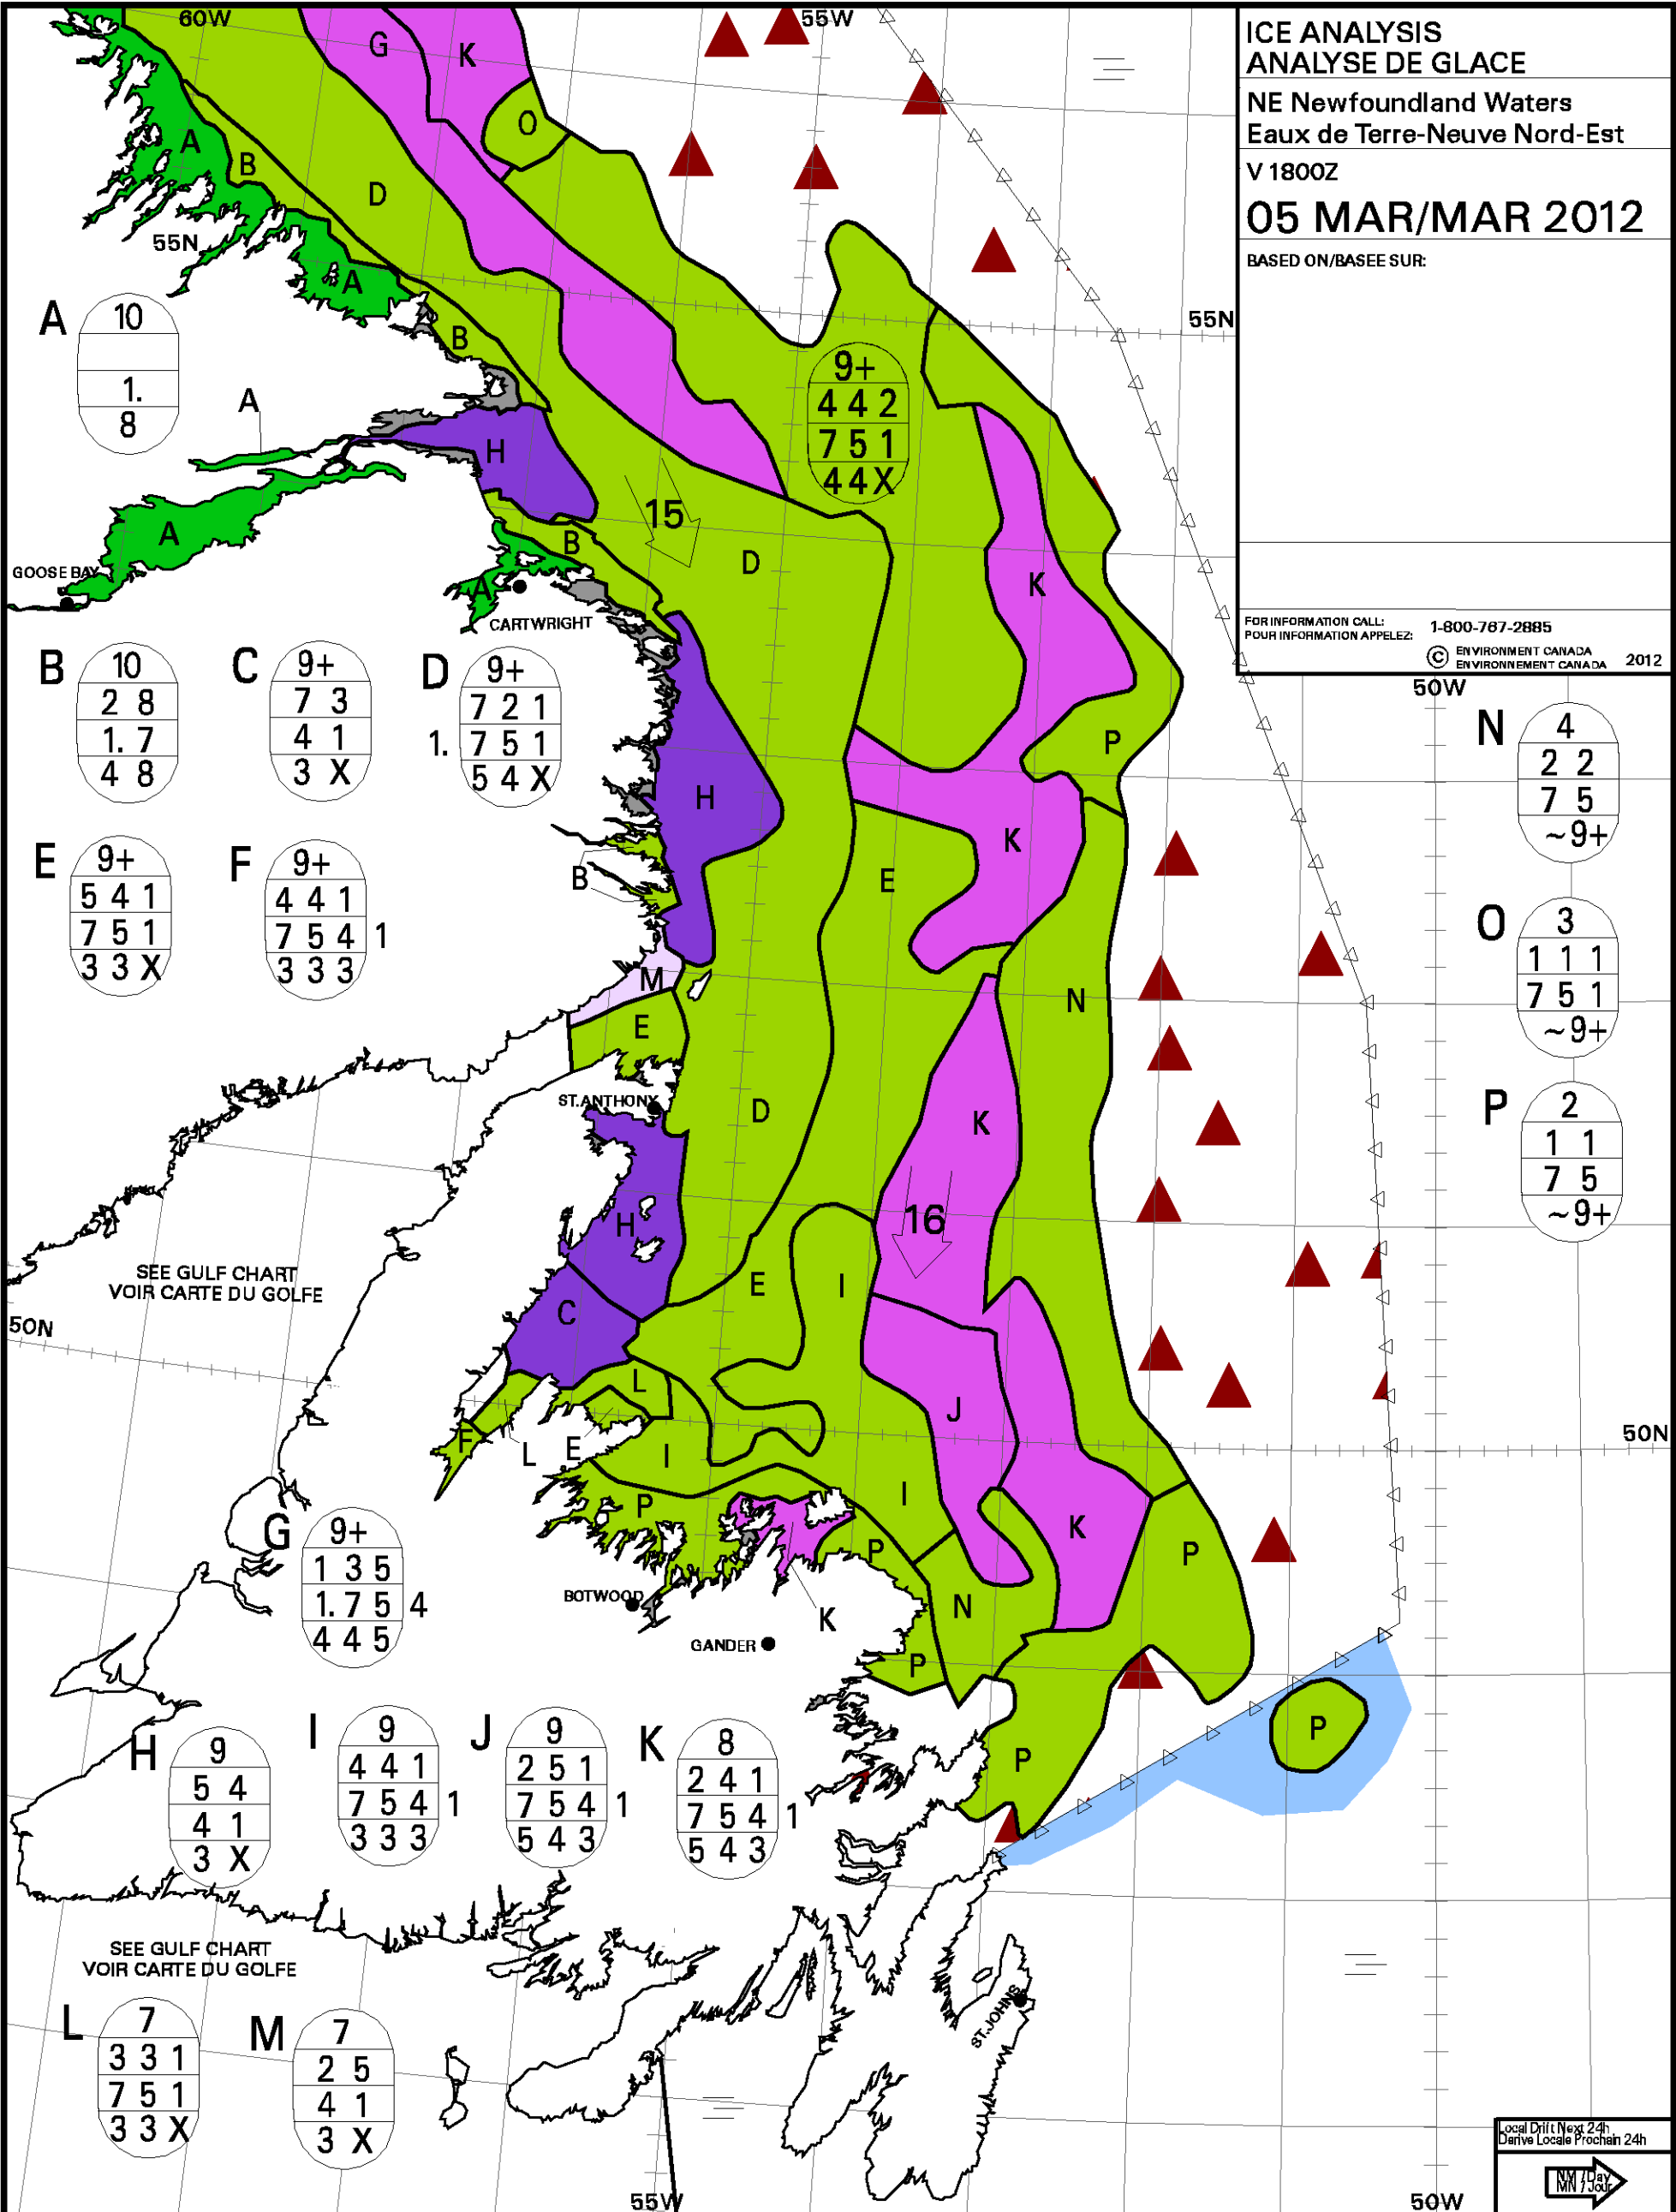 60W
55W
ICE ANALYSIS
ANALYSE DE GLACE
NE Newfoundland Waters
Eaux de Terre-Neuve Nord-Est
V 1800Z
05 MAR/MAR 2012
BASED ON/BASEE SUR:
FOR INFORMATION CALL:
POUR INFORMATION APPELEZ:
1-800-767-2885
© ENVIRONMENT CANADA
ENVIRONNEMENT CANADA 2012
G
K
O
A
B
D
55N
A
B
55N
A
10
1.
8
A
9+
4 4 2
7 5 1
4 4 X
H
A
15
B
D
K
GOOSE BAY
A
CARTWRIGHT
B
10
2 8
1. 7
4 8
C
9+
7 3
4 1
3 X
D
9+
7 2 1
1. 7 5 1
5 4 X
50W
N
4
2 2
7 5
~9+
P
H
K
E
9+
5 4 1
7 5 1
3 3 X
F
9+
4 4 1
7 5 4 1
3 3 3
B
E
O
3
1 1 1
7 5 1
~9+
M
N
E
ST.ANTHONY
D
K
P
2
1 1
7 5
~9+
H
16
SEE GULF CHART
VOIR CARTE DU GOLFE
E
I
C
50N
L
J
F
L
E
I
50N
I
P
K
P
P
G
9+
1 3 5
1. 7 5 4
4 4 5
BOTWOOD
N
K
GANDER
P
P
P
H
9
5 4
4 1
3 X
I
9
4 4 1
7 5 4 1
3 3 3
J
9
2 5 1
7 5 4 1
5 4 3
K
8
2 4 1
7 5 4 1
5 4 3
SEE GULF CHART
VOIR CARTE DU GOLFE
ST.JOHNS
L
7
3 3 1
7 5 1
3 3 X
M
7
2 5
4 1
3 X
Local Drift Next 24h
Derive Locale Prochain 24h
NM / Day
MN / Jour
55W
50W